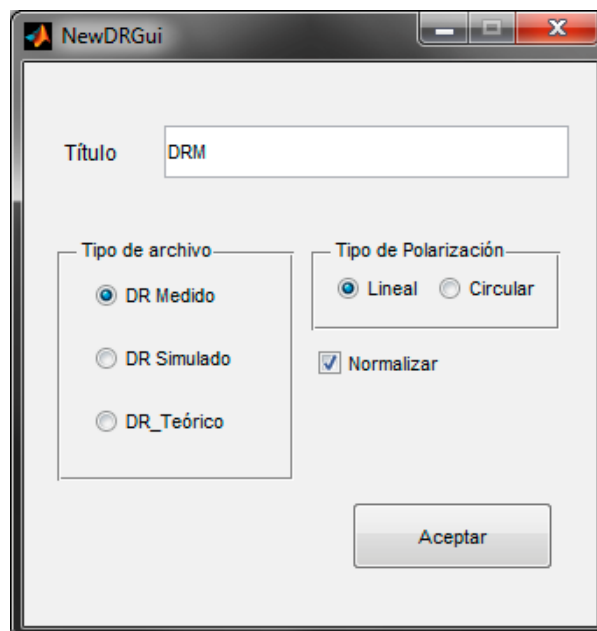 NewDRGui
Título
DRM
Tipo de archivo
DR Medido
DR Simulado
DR_Teórico
Tipo de Polarización
Lineal
Circular
Normalizar
Aceptar